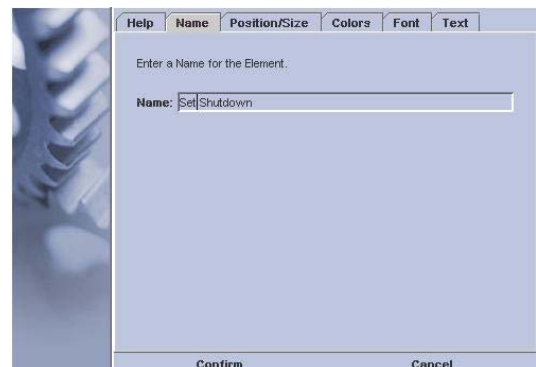 Help Name Position/Size Colors Font Text
Enter a Name for the Element.
Name: Set Shutdown
Confirm Cancel